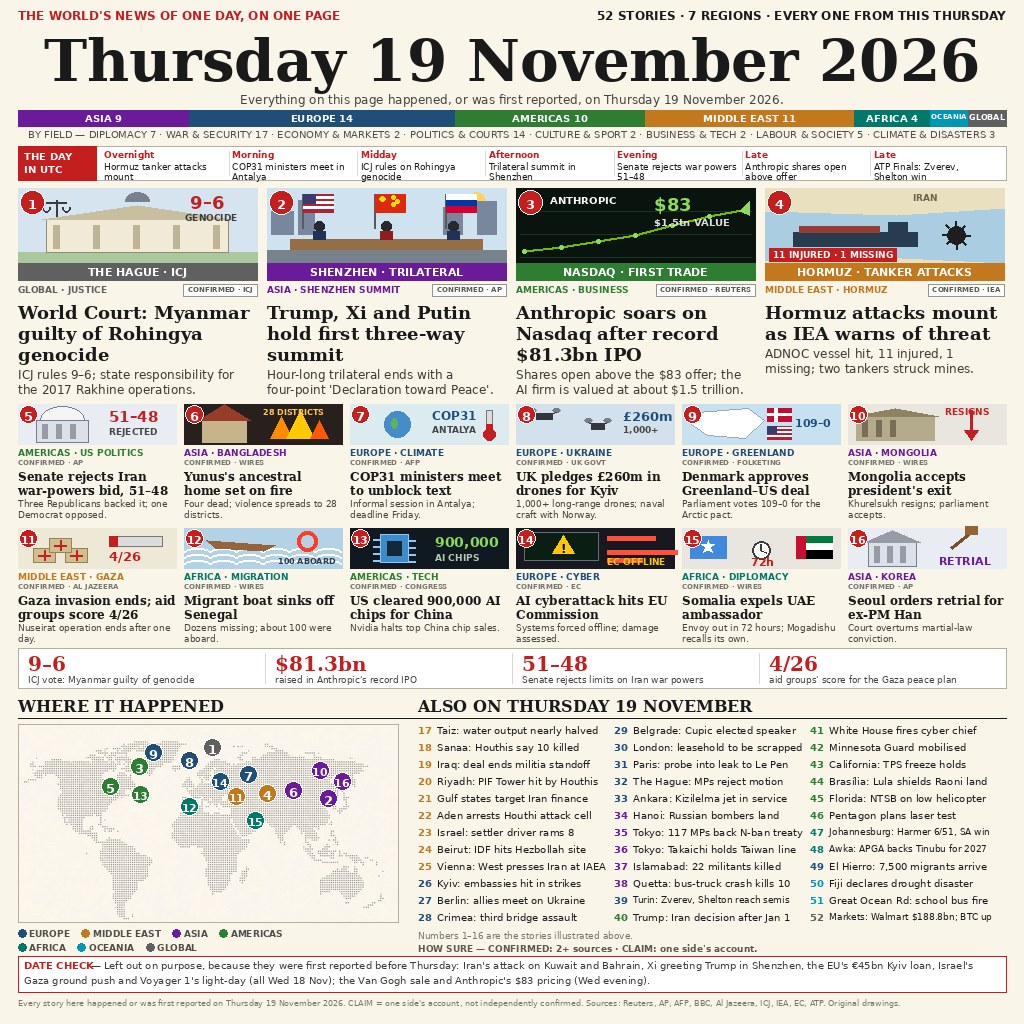 THE WORLD'S NEWS OF ONE DAY, ON ONE PAGE
52 STORIES · 7 REGIONS · EVERY ONE FROM THIS THURSDAY
Thursday 19 November 2026
Everything on this page happened, or was first reported, on Thursday 19 November 2026.
ASIA 9
EUROPE 14
AMERICAS 10
MIDDLE EAST 11
AFRICA 4
OCEANIA
GLOBAL
BY FIELD — DIPLOMACY 7 · WAR & SECURITY 17 · ECONOMY & MARKETS 2 · POLITICS & COURTS 14 · CULTURE & SPORT 2 · BUSINESS & TECH 2 · LABOUR & SOCIETY 5 · CLIMATE & DISASTERS 3
THE DAY
IN UTC
Overnight
Hormuz tanker attacks
mount
Morning
COP31 ministers meet in
Antalya
Midday
ICJ rules on Rohingya
genocide
Afternoon
Trilateral summit in
Shenzhen
Evening
Senate rejects war powers
51–48
Late
Anthropic shares open
above offer
Late
ATP Finals: Zverev,
Shelton win
1
9–6
GENOCIDE
THE HAGUE · ICJ
GLOBAL · JUSTICE
CONFIRMED · ICJ
World Court: Myanmar
guilty of Rohingya
genocide
ICJ rules 9–6; state responsibility for
the 2017 Rakhine operations.
2
SHENZHEN · TRILATERAL
ASIA · SHENZHEN SUMMIT
CONFIRMED · AP
Trump, Xi and Putin
hold first three-way
summit
Hour-long trilateral ends with a
four-point 'Declaration toward Peace'.
3
ANTHROPIC
$83
$1.5tn VALUE
NASDAQ · FIRST TRADE
AMERICAS · BUSINESS
CONFIRMED · REUTERS
Anthropic soars on
Nasdaq after record
$81.3bn IPO
Shares open above the $83 offer; the
AI firm is valued at about $1.5 trillion.
4
IRAN
11 INJURED · 1 MISSING
HORMUZ · TANKER ATTACKS
MIDDLE EAST · HORMUZ
CONFIRMED · IEA
Hormuz attacks mount
as IEA warns of threat
ADNOC vessel hit, 11 injured, 1
missing; two tankers struck mines.
5
51–48
REJECTED
AMERICAS · US POLITICS
CONFIRMED · AP
Senate rejects Iran
war-powers bid, 51–48
Three Republicans backed it; one
Democrat opposed.
6
28 DISTRICTS
ASIA · BANGLADESH
CONFIRMED · WIRES
Yunus's ancestral
home set on fire
Four dead; violence spreads to 28
districts.
7
COP31
ANTALYA
EUROPE · CLIMATE
CONFIRMED · AFP
COP31 ministers meet
to unblock text
Informal session in Antalya;
deadline Friday.
8
£260m
1,000+
EUROPE · UKRAINE
CONFIRMED · UK GOVT
UK pledges £260m in
drones for Kyiv
1,000+ long-range drones; naval
craft with Norway.
9
109–0
EUROPE · GREENLAND
CONFIRMED · FOLKETING
Denmark approves
Greenland–US deal
Parliament votes 109–0 for the
Arctic pact.
10
RESIGNS
ASIA · MONGOLIA
CONFIRMED · WIRES
Mongolia accepts
president's exit
Khurelsukh resigns; parliament
accepts.
11
4/26
MIDDLE EAST · GAZA
CONFIRMED · AL JAZEERA
Gaza invasion ends; aid
groups score 4/26
Nuseirat operation ends after one
day.
12
100 ABOARD
AFRICA · MIGRATION
CONFIRMED · WIRES
Migrant boat sinks off
Senegal
Dozens missing; about 100 were
aboard.
13
900,000
AI CHIPS
AMERICAS · TECH
CONFIRMED · CONGRESS
US cleared 900,000 AI
chips for China
Nvidia halts top China chip sales.
14
!
EC OFFLINE
EUROPE · CYBER
CONFIRMED · EC
AI cyberattack hits EU
Commission
Systems forced offline; damage
assessed.
15
72h
AFRICA · DIPLOMACY
CONFIRMED · WIRES
Somalia expels UAE
ambassador
Envoy out in 72 hours; Mogadishu
recalls its own.
16
RETRIAL
ASIA · KOREA
CONFIRMED · AP
Seoul orders retrial for
ex-PM Han
Court overturns martial-law
conviction.
9–6
ICJ vote: Myanmar guilty of genocide
$81.3bn
raised in Anthropic's record IPO
51–48
Senate rejects limits on Iran war powers
4/26
aid groups' score for the Gaza peace plan
WHERE IT HAPPENED
1
9
8
3
5
13
7
14
11
4
6
10
16
2
12
15
EUROPE
MIDDLE EAST
ASIA
AMERICAS
AFRICA
OCEANIA
GLOBAL
ALSO ON THURSDAY 19 NOVEMBER
17 Taiz: water output nearly halved
18 Sanaa: Houthis say 10 killed
19 Iraq: deal ends militia standoff
20 Riyadh: PIF Tower hit by Houthis
21 Gulf states target Iran finance
22 Aden arrests Houthi attack cell
23 Israel: settler driver rams 8
24 Beirut: IDF hits Hezbollah site
25 Vienna: West presses Iran at IAEA
26 Kyiv: embassies hit in strikes
27 Berlin: allies meet on Ukraine
28 Crimea: third bridge assault
29 Belgrade: Cupic elected speaker
30 London: leasehold to be scrapped
31 Paris: probe into leak to Le Pen
32 The Hague: MPs reject motion
33 Ankara: Kizilelma jet in service
34 Hanoi: Russian bombers land
35 Tokyo: 117 MPs back N-ban treaty
36 Tokyo: Takaichi holds Taiwan line
37 Islamabad: 22 militants killed
38 Quetta: bus-truck crash kills 10
39 Turin: Zverev, Shelton reach semis
40 Trump: Iran decision after Jan 1
41 White House fires cyber chief
42 Minnesota Guard mobilised
43 California: TPS freeze holds
44 Brasília: Lula shields Raoni land
45 Florida: NTSB on low helicopter
46 Pentagon plans laser test
47 Johannesburg: Harmer 6/51, SA win
48 Awka: APGA backs Tinubu for 2027
49 El Hierro: 7,500 migrants arrive
50 Fiji declares drought disaster
51 Great Ocean Rd: school bus fire
52 Markets: Walmart $188.8bn; BTC up
Numbers 1–16 are the stories illustrated above.
HOW SURE — CONFIRMED: 2+ sources · CLAIM: one side's account.
DATE CHECK— Left out on purpose, because they were first reported before Thursday: Iran's attack on Kuwait and Bahrain, Xi greeting Trump in Shenzhen, the EU's €45bn Kyiv loan, Israel's
Gaza ground push and Voyager 1's light-day (all Wed 18 Nov); the Van Gogh sale and Anthropic's $83 pricing (Wed evening).
Every story here happened or was first reported on Thursday 19 November 2026. CLAIM = one side's account, not independently confirmed. Sources: Reuters, AP, AFP, BBC, Al Jazeera, ICJ, IEA, EC, ATP. Original drawings.